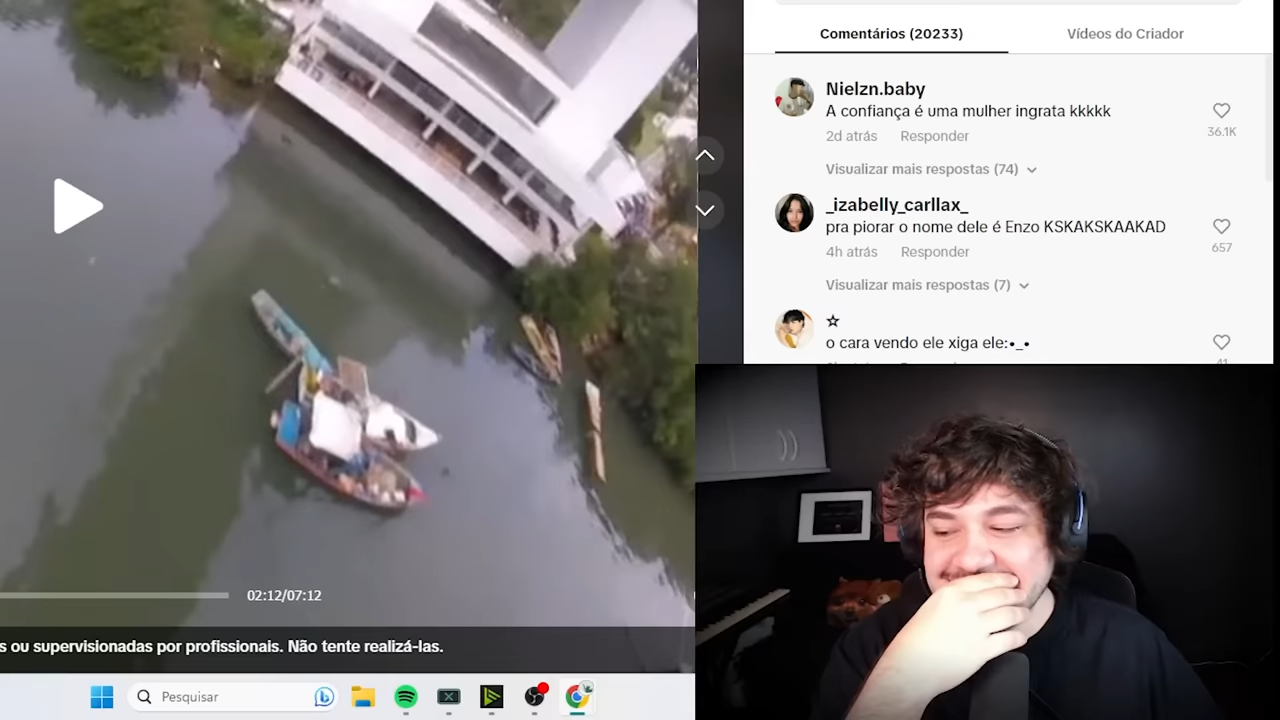 Comentários (20233)
Vídeos do Criador
Nielzn.baby
A confiança é uma mulher ingrata kkkkk
36.1K
2d atrás Responder
Visualizar mais respostas (74)
_izabelly_carllax_
pra piorar o nome dele é Enzo KSKAKSKAAKAD
657
4h atrás Responder
Visualizar mais respostas (7)
☆
o cara vendo ele xiga ele:•_•
02:12/07:12
s ou supervisionadas por profissionais. Não tente realizá-las.
Pesquisar